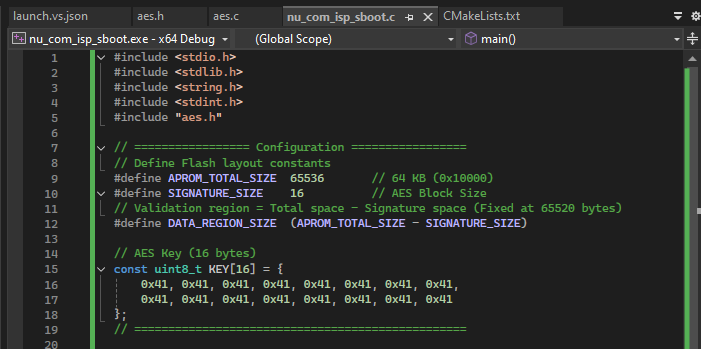 launch.vs.json aes.h aes.c nu_com_isp_sboot.c CMakeLists.txt
nu_com_isp_sboot.exe - x64 Debug (Global Scope) main()
1 #include <stdio.h>
2 #include <stdlib.h>
3 #include <string.h>
4 #include <stdint.h>
5 #include "aes.h"
6
7 // ================= Configuration =================
8 // Define Flash layout constants
9 #define APROM_TOTAL_SIZE 65536 // 64 KB (0x10000)
10 #define SIGNATURE_SIZE 16 // AES Block Size
11 // Validation region = Total space - Signature space (Fixed at 65520 bytes)
12 #define DATA_REGION_SIZE (APROM_TOTAL_SIZE - SIGNATURE_SIZE)
13
14 // AES Key (16 bytes)
15 const uint8_t KEY[16] = {
16 0x41, 0x41, 0x41, 0x41, 0x41, 0x41, 0x41, 0x41,
17 0x41, 0x41, 0x41, 0x41, 0x41, 0x41, 0x41, 0x41
18 };
19 // =================================================
20